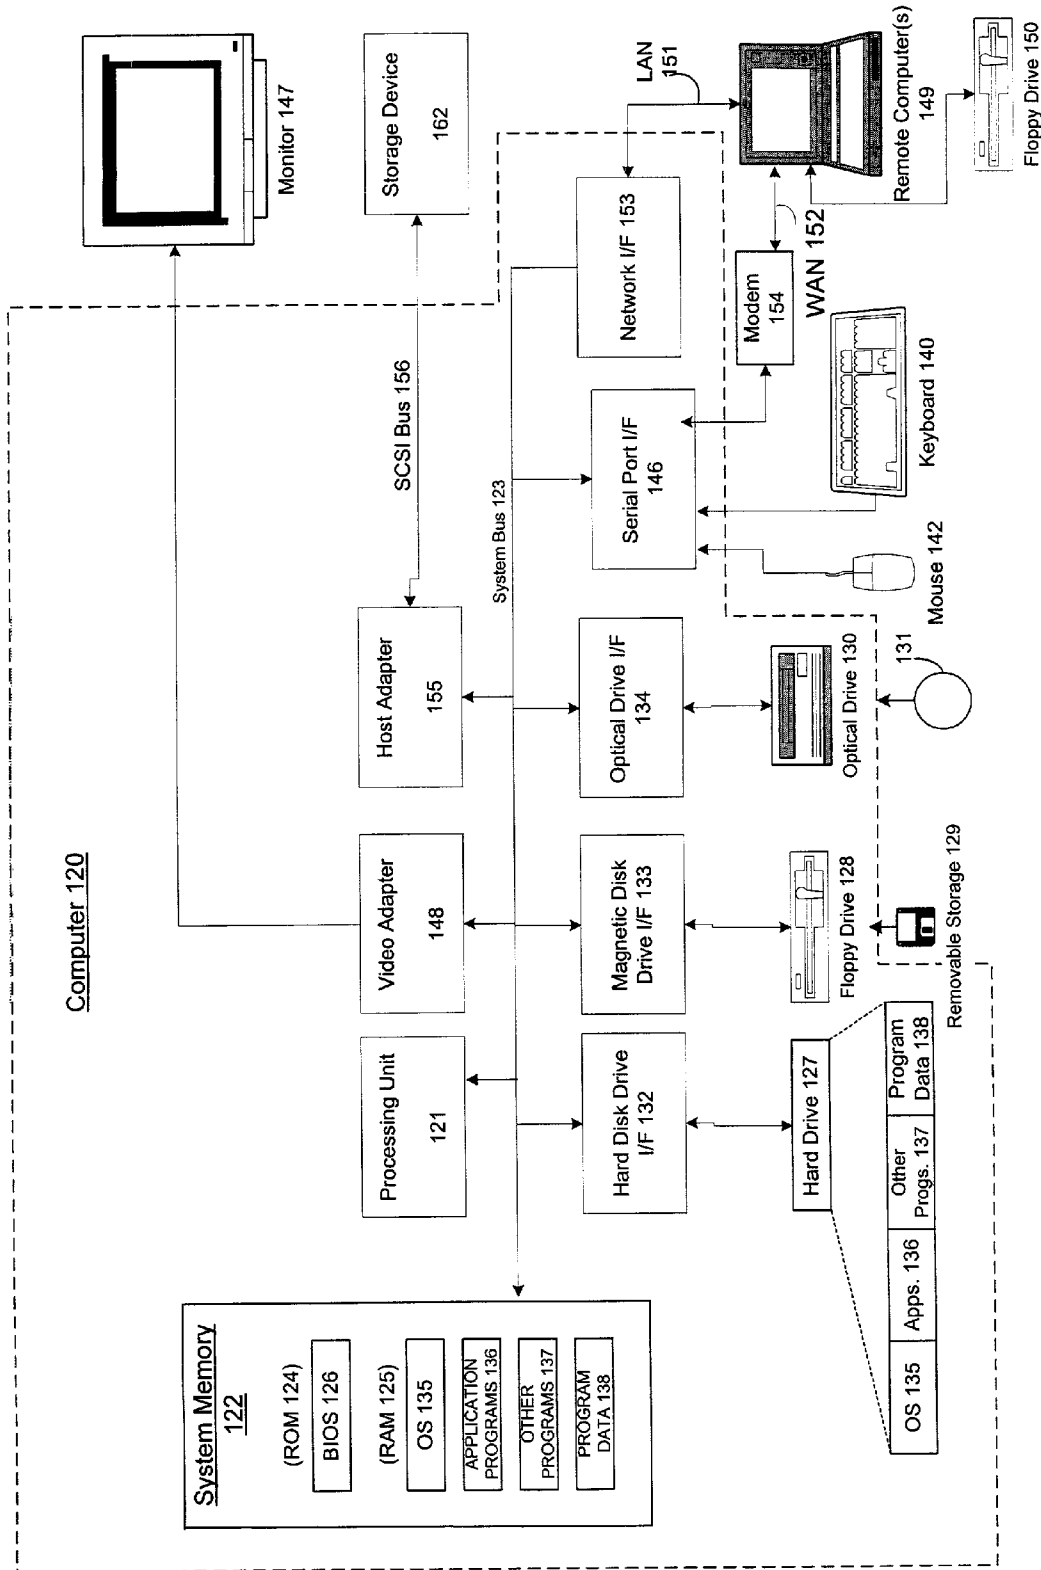 Computer 120
Monitor 147
System Memory
122
(ROM 124)
BIOS 126
(RAM 125)
OS 135
APPLICATION
PROGRAMS 136
OTHER
PROGRAMS 137
PROGRAM
DATA 138
Processing Unit
121
Video Adapter
148
Host Adapter
155
SCSI Bus 156
Storage Device
162
System Bus 123
Hard Disk Drive
I/F 132
Magnetic Disk
Drive I/F 133
Optical Drive I/F
134
Serial Port I/F
146
Network I/F 153
LAN
151
Hard Drive 127
Floppy Drive 128
Optical Drive 130
Modem
154
WAN 152
Remote Computer(s)
149
OS 135
Apps. 136
Other
Progs. 137
Program
Data 138
Removable Storage 129
131
Mouse 142
Keyboard 140
Floppy Drive 150